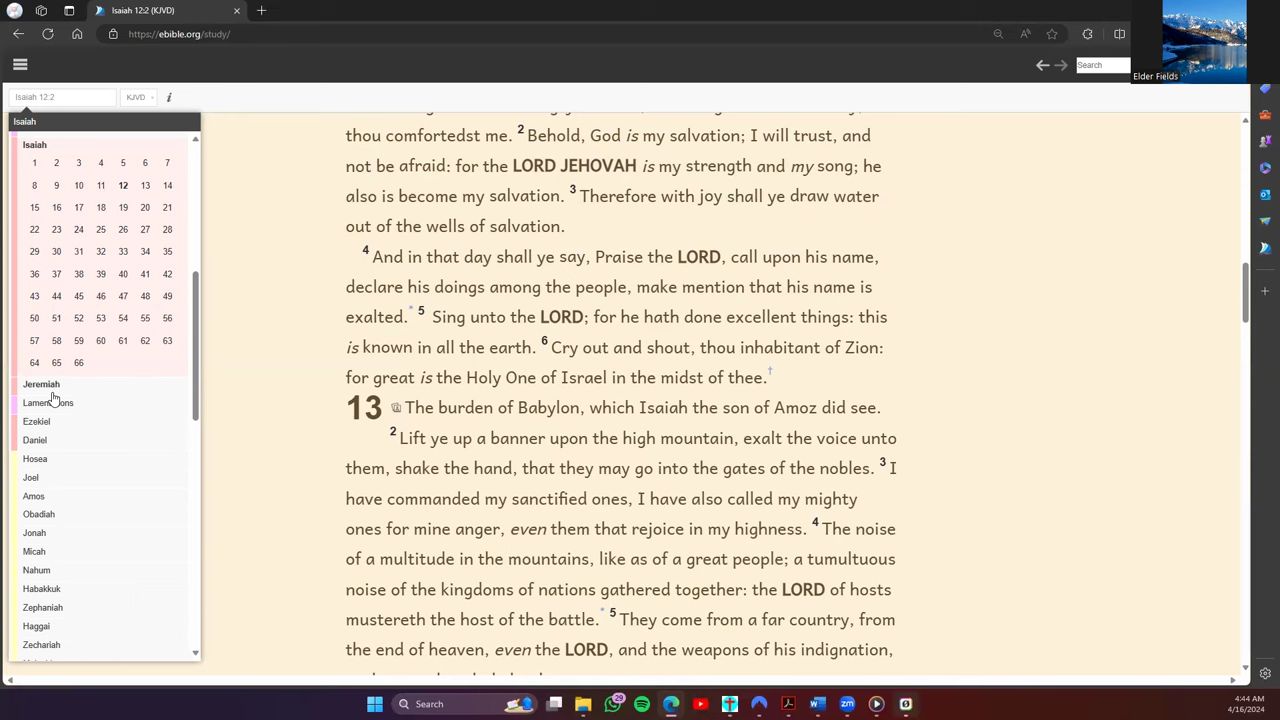 Isaiah 12:2 (KJVD)
https://ebible.org/study/
Elder Fields
Search
Isaiah 12:2
KJVD
i
Isaiah
Isaiah
1 2 3 4 5 6 7
8 9 10 11 12 13 14
15 16 17 18 19 20 21
22 23 24 25 26 27 28
29 30 31 32 33 34 35
36 37 38 39 40 41 42
43 44 45 46 47 48 49
50 51 52 53 54 55 56
57 58 59 60 61 62 63
64 65 66
Jeremiah
Ezekiel
Daniel
Hosea
Joel
Amos
Obadiah
Jonah
Micah
Nahum
Habakkuk
Zephaniah
Haggai
Zechariah
thou comfortedst me. 2 Behold, God is my salvation; I will trust, and
not be afraid: for the LORD JEHOVAH is my strength and my song; he
also is become my salvation. 3 Therefore with joy shall ye draw water
out of the wells of salvation.
4 And in that day shall ye say, Praise the LORD, call upon his name,
declare his doings among the people, make mention that his name is
exalted. * 5 Sing unto the LORD; for he hath done excellent things: this
is known in all the earth. 6 Cry out and shout, thou inhabitant of Zion:
for great is the Holy One of Israel in the midst of thee. †
13 The burden of Babylon, which Isaiah the son of Amoz did see.
2 Lift ye up a banner upon the high mountain, exalt the voice unto
them, shake the hand, that they may go into the gates of the nobles. 3 I
have commanded my sanctified ones, I have also called my mighty
ones for mine anger, even them that rejoice in my highness. 4 The noise
of a multitude in the mountains, like as of a great people; a tumultuous
noise of the kingdoms of nations gathered together: the LORD of hosts
mustereth the host of the battle. * 5 They come from a far country, from
the end of heaven, even the LORD, and the weapons of his indignation,
Search
29
4:44 AM
4/16/2024